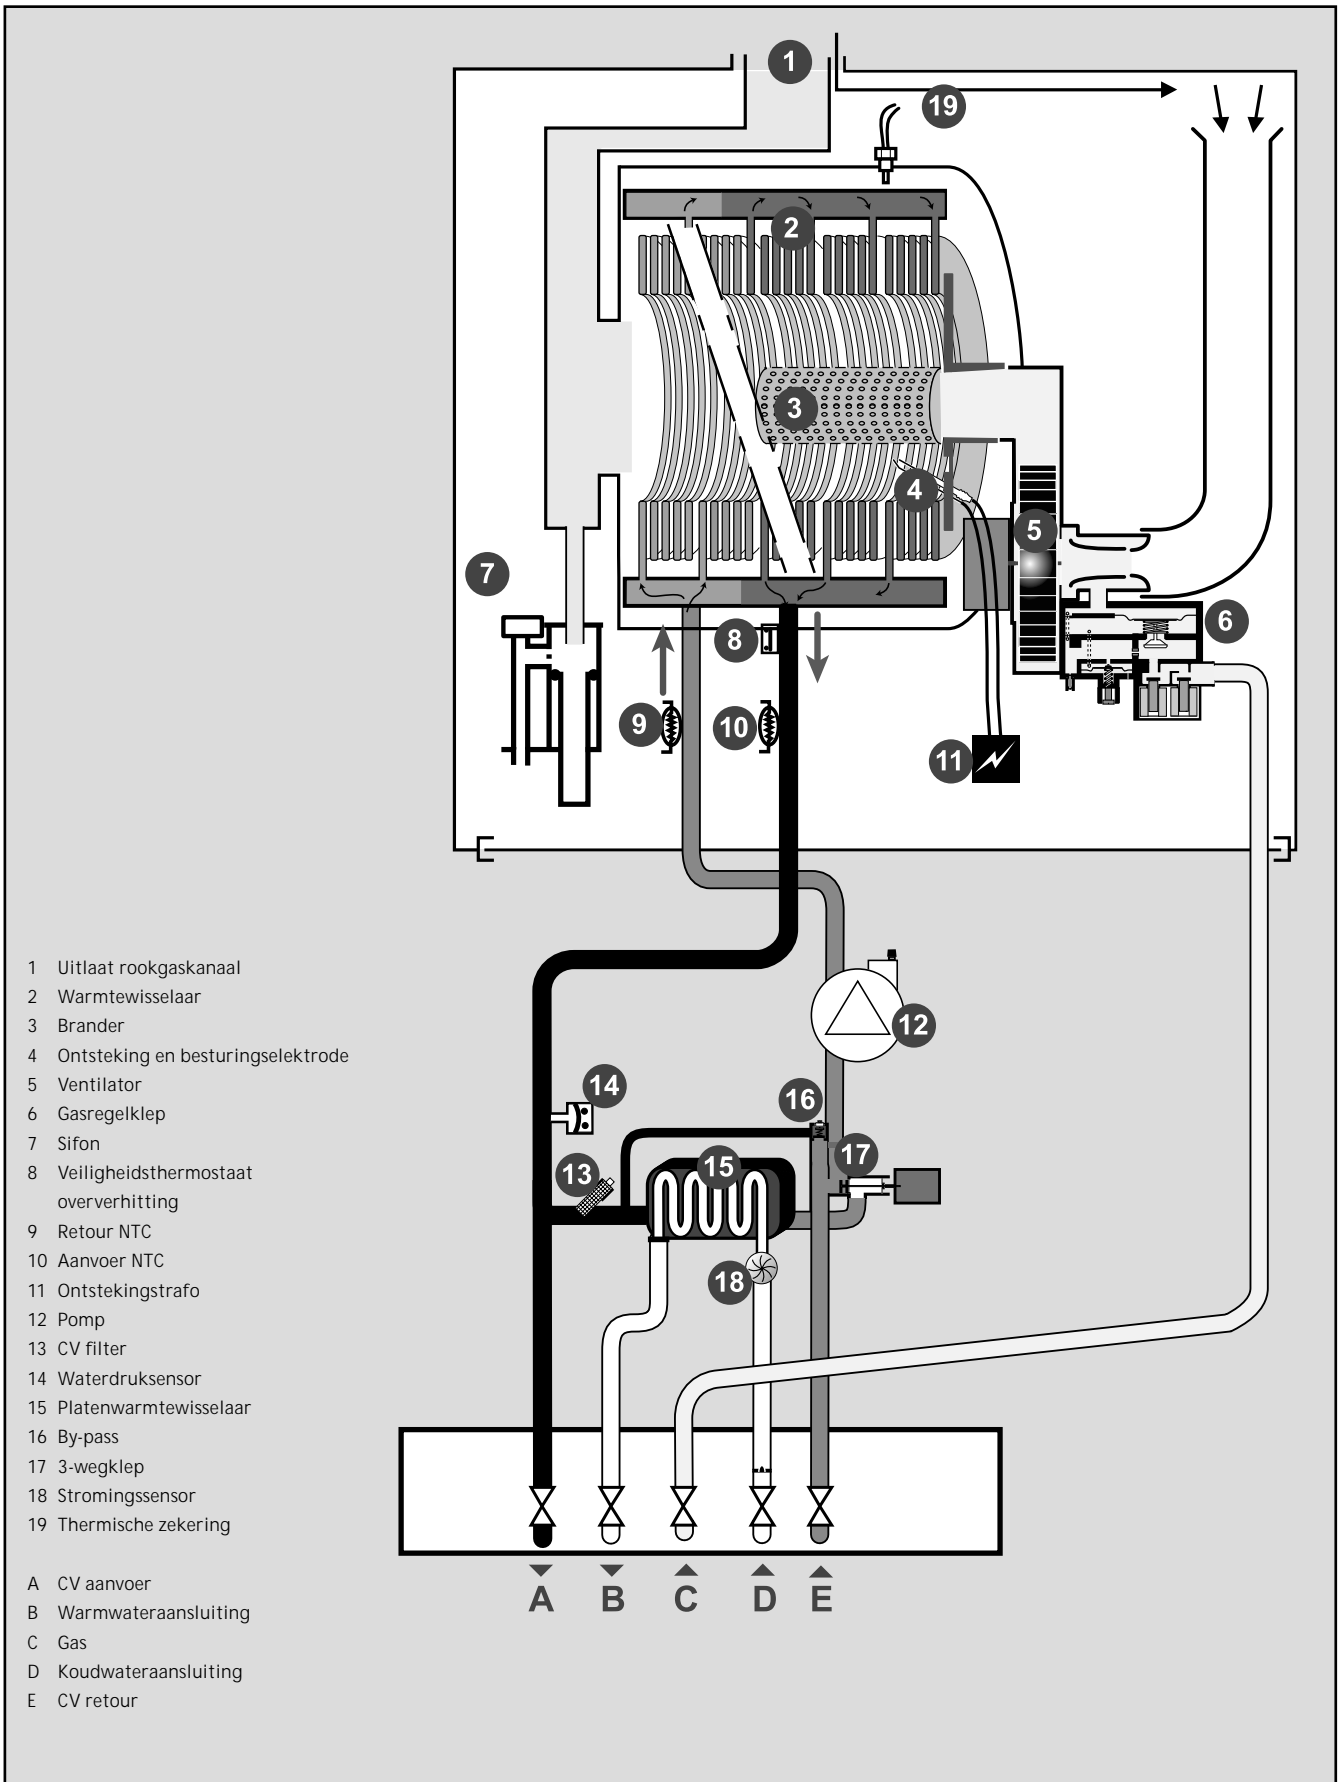 1
19
2
3
4
5
7
6
8
9
10
11
12
14
16
17
13
15
18
1 Uitlaat rookgaskanaal
2 Warmtewisselaar
3 Brander
4 Ontsteking en besturingselektrode
5 Ventilator
6 Gasregelklep
7 Sifon
8 Veiligheidsthermostaat
oververhitting
9 Retour NTC
10 Aanvoer NTC
11 Ontstekingstrafo
12 Pomp
13 CV filter
14 Waterdruksensor
15 Platenwarmtewisselaar
16 By-pass
17 3-wegklep
18 Stromingssensor
19 Thermische zekering
A CV aanvoer
B Warmwateraansluiting
C Gas
D Koudwateraansluiting
E CV retour
A B C D E